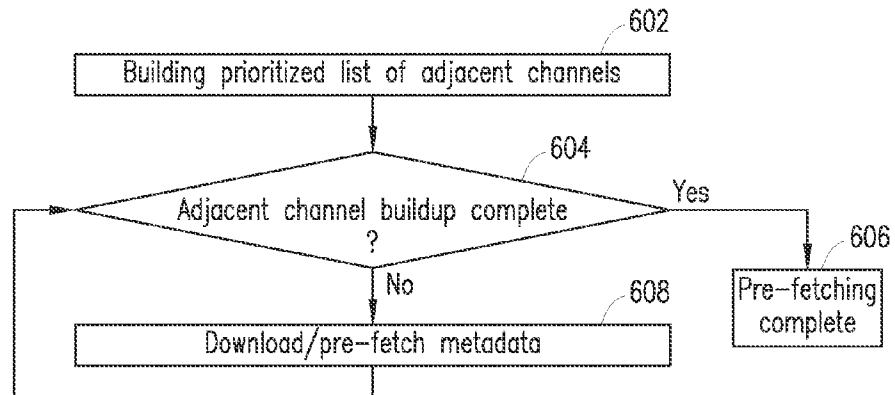 602
Building prioritized list of adjacent channels
604
Adjacent channel buildup complete
?
Yes
606
Pre-fetching
complete
No
608
Download/pre-fetch metadata